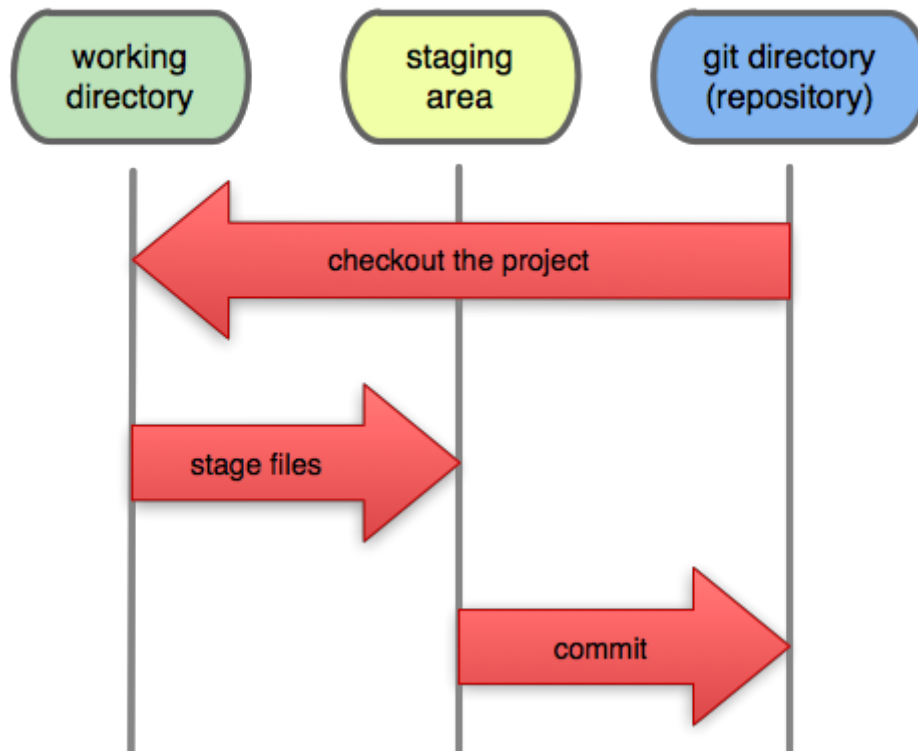 working
directory
staging
area
git directory
(repository)
checkout the project
stage files
commit